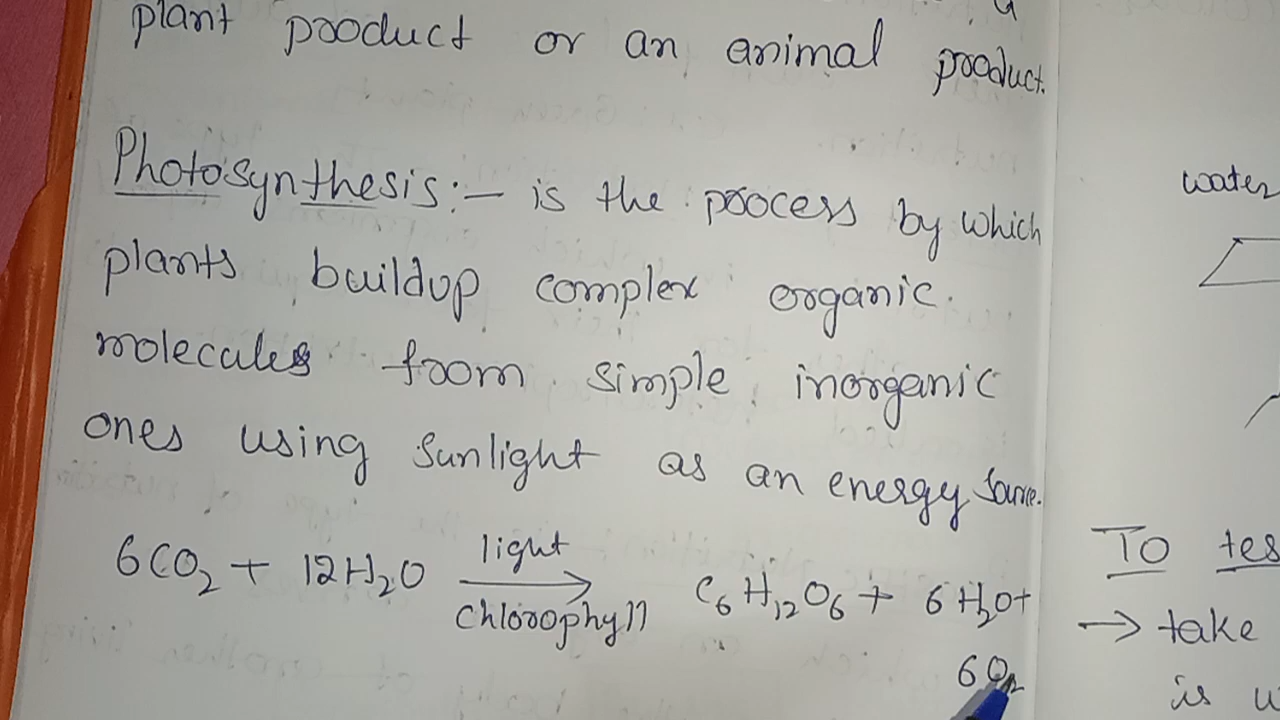 plant product or an animal product.
Photosynthesis:- is the process by which
plants buildup complex organic
molecules from simple inorganic
ones using Sunlight as an energy source.
6CO₂ + 12H₂O light → Chlorophyll C₆H₁₂O₆ + 6H₂O +
6O₂
water
To tes
→ take
is w